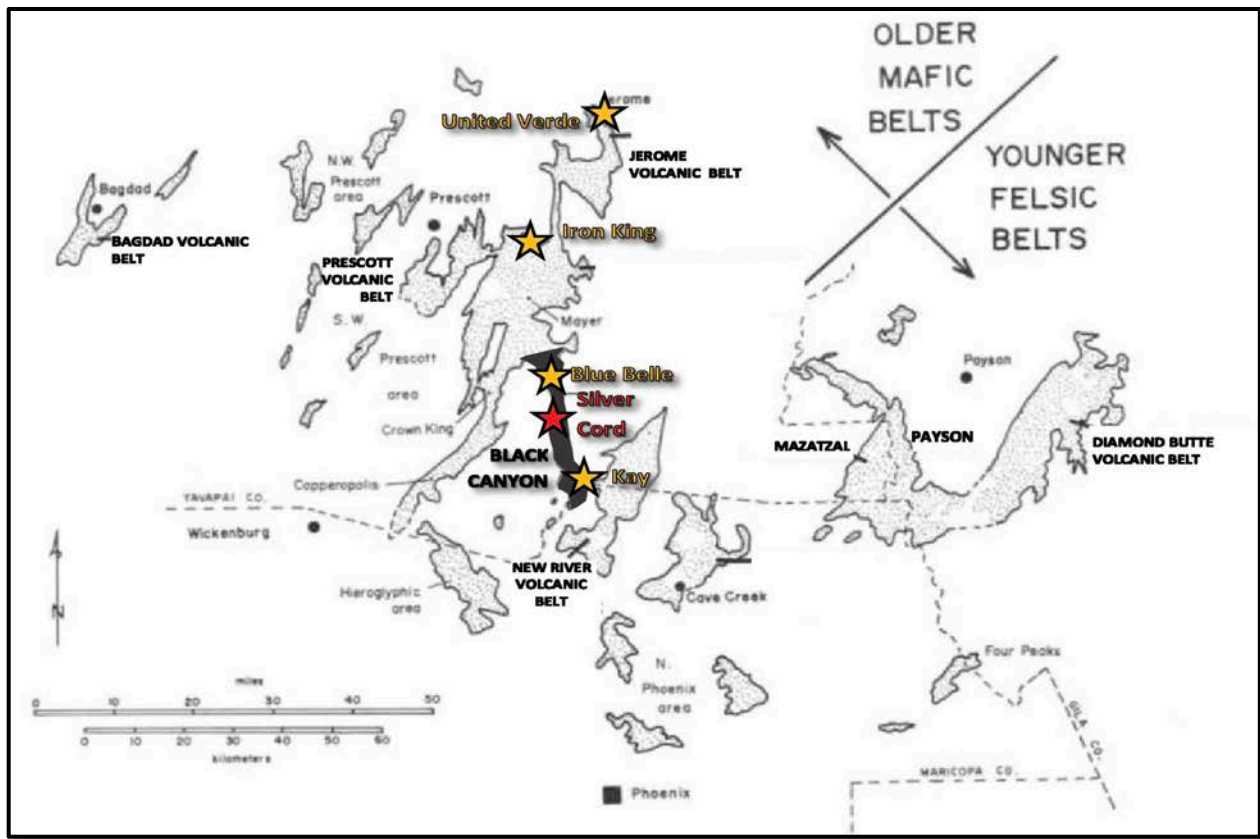 OLDER
MAFIC
BELTS
YOUNGER
FELSIC
BELTS
Jerome
United Verde
JEROME
VOLCANIC BELT
N.W.
Prescott
area
Bagdad
BAGDAD VOLCANIC
BELT
Prescott
Iron King
PRESCOTT
VOLCANIC
BELT
S.W.
Prescott
area
Mayer
Payson
Blue Belle
Silver
Cord
Crown King
BLACK
CANYON
Kay
MAZATZAL
PAYSON
DIAMOND BUTTE
VOLCANIC BELT
Copperopolis
YAVAPAI CO.
Wickenburg
NEW RIVER
VOLCANIC
BELT
Hieroglyphic
area
Cave Creek
N
N.
Phoenix
area
Four Peaks
miles
0 10 20 30 40 50
0 10 20 30 40 50 60
kilometers
GILA CO.
MARICOPA CO.
Phoenix